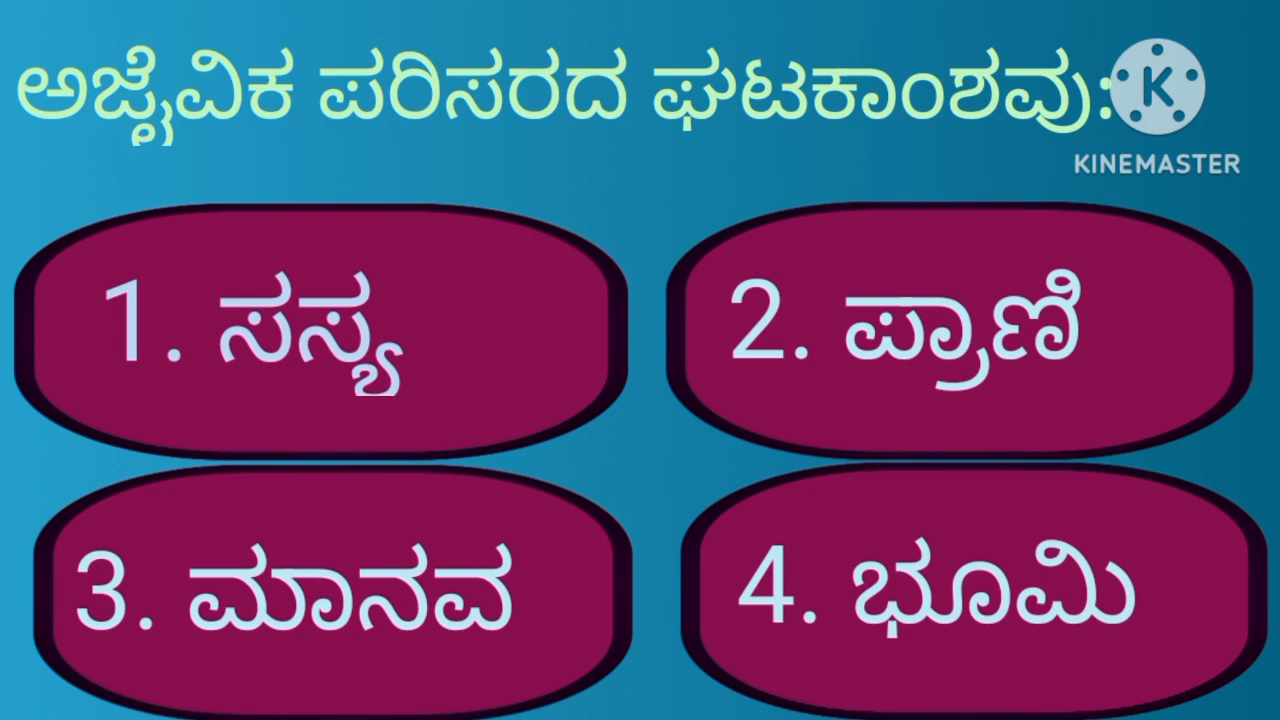 ಅಜೈವಿಕ ಪರಿಸರದ ಘಟಕಾಂಶವು:
KINEMASTER
1. ಸಸ್ಯ
2. ಪ್ರಾಣಿ
3. ಮಾನವ
4. ಭೂಮಿ